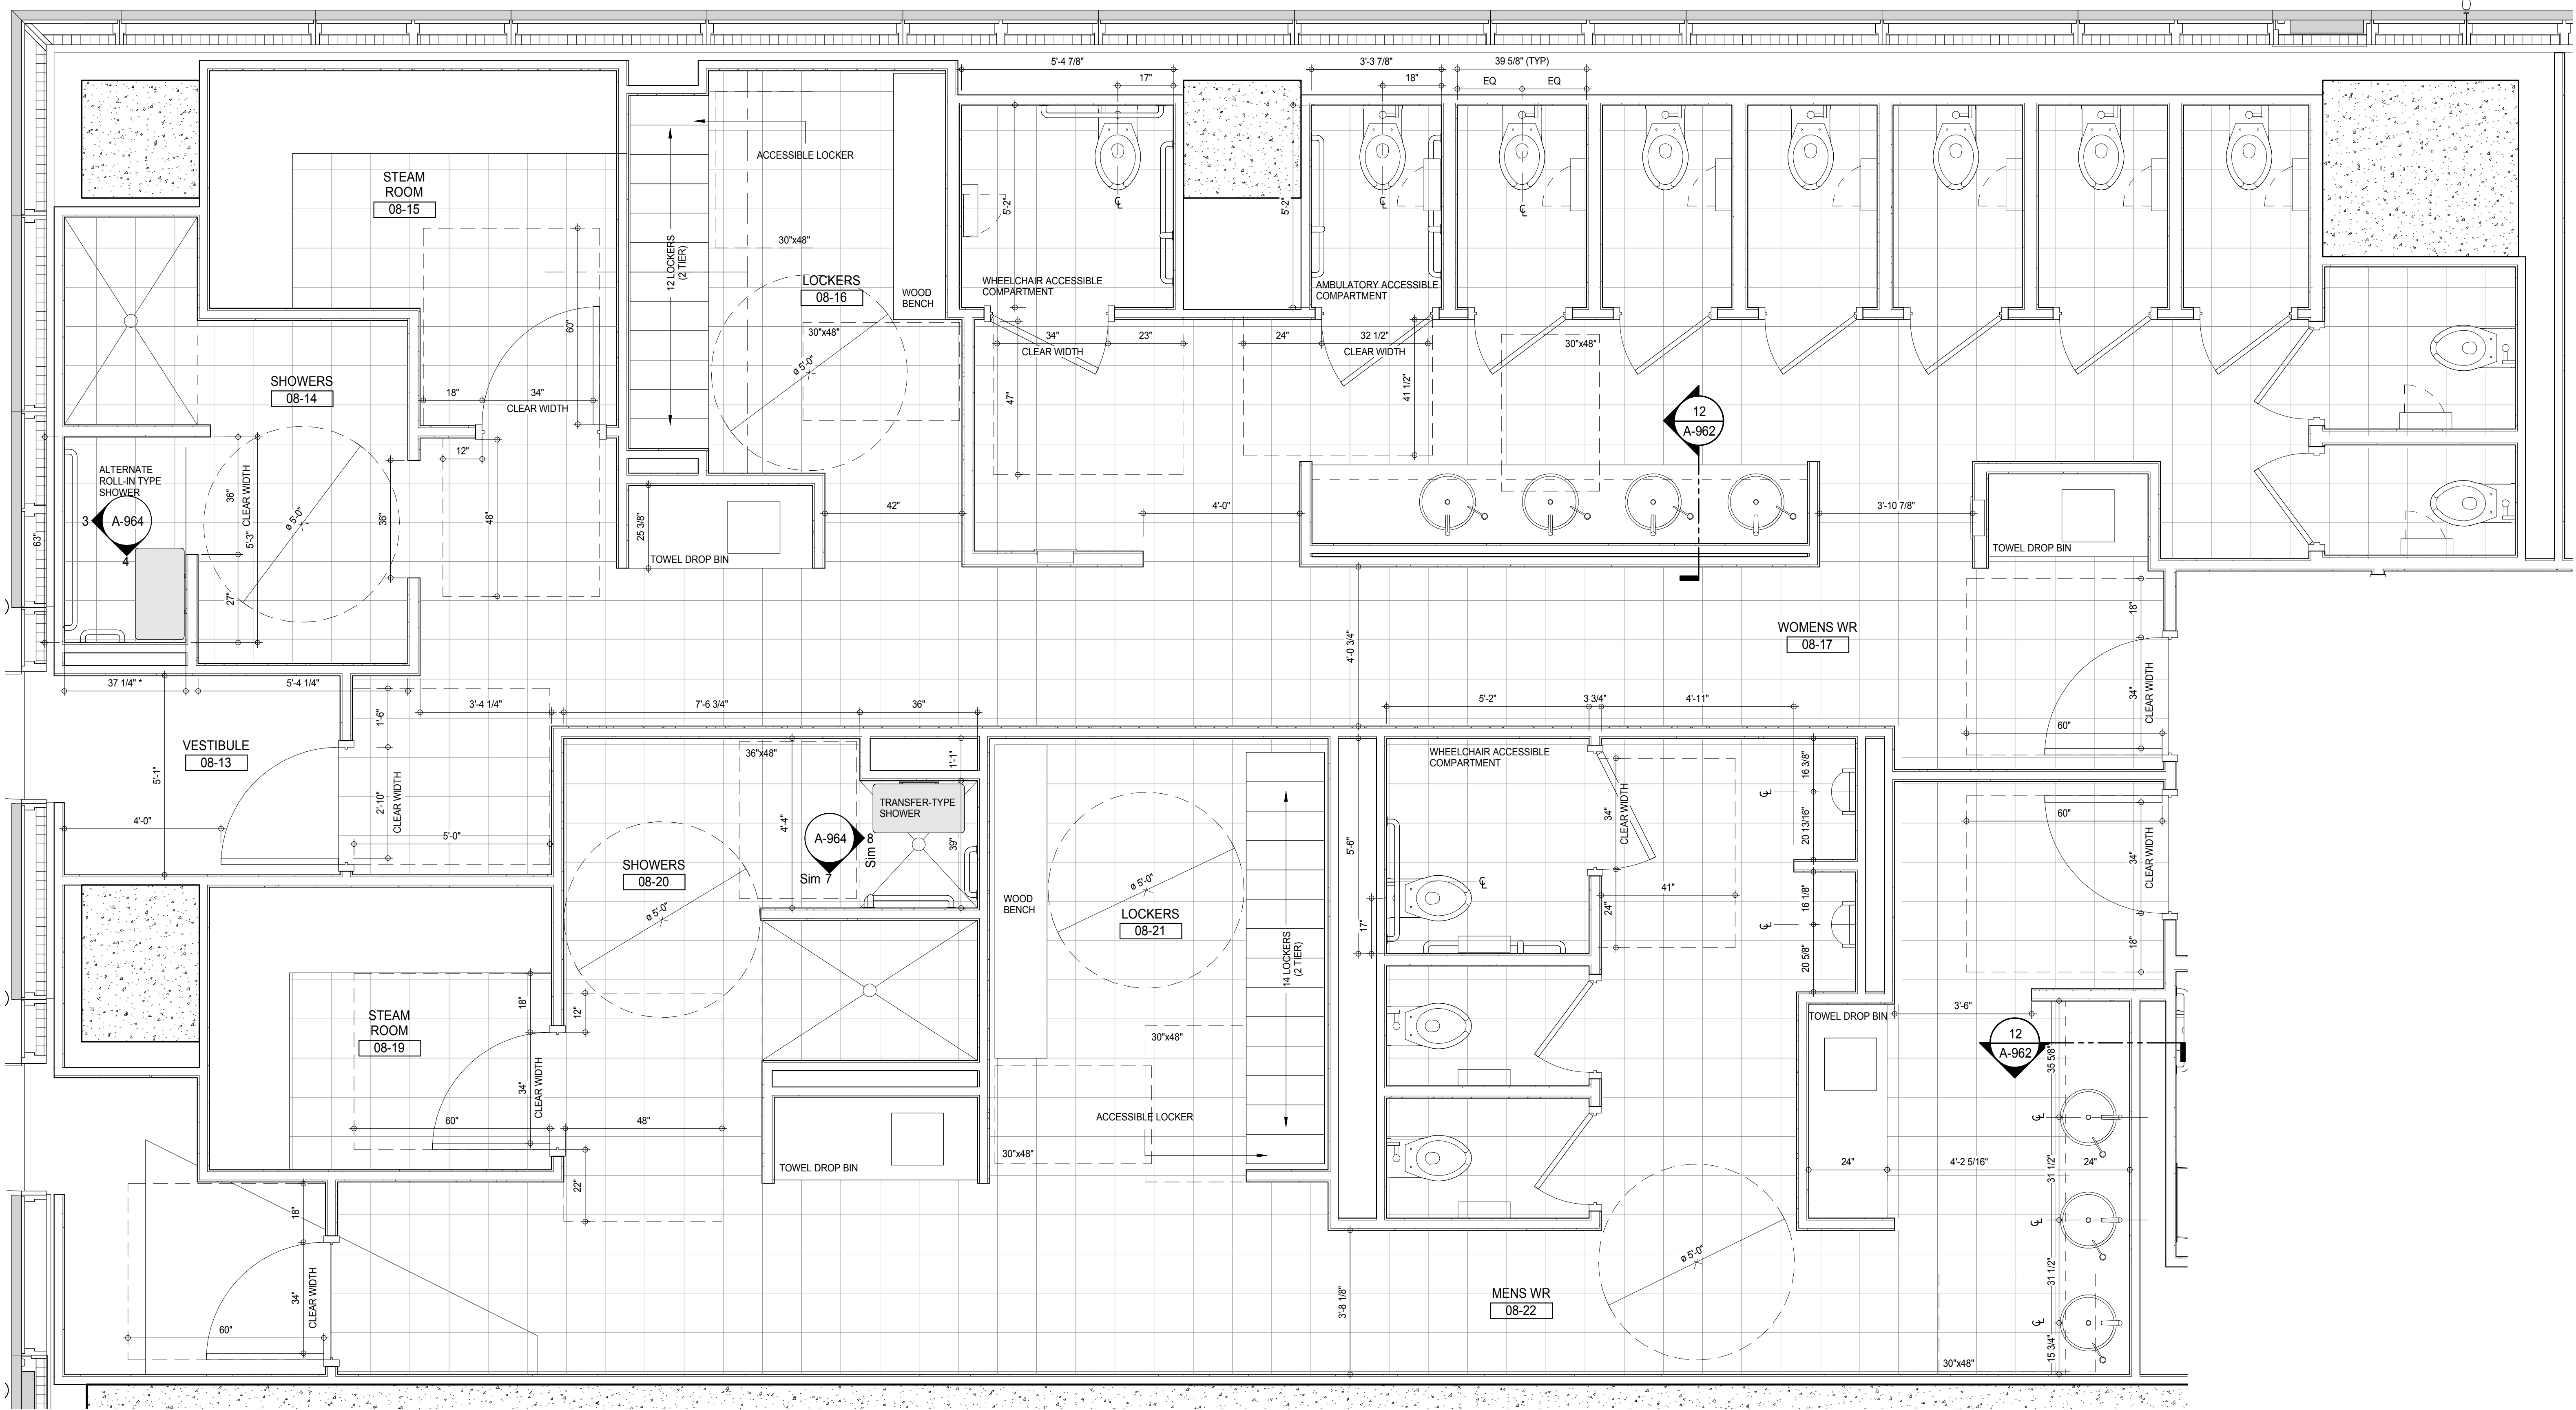 5'-4 7/8"
17"
3'-3 7/8"
18"
39 5/8" (TYP)
EQ
EQ
STEAM
ROOM
08-15
ACCESSIBLE LOCKER
12 LOCKERS
(2 TIER)
30"x48"
LOCKERS
08-16
WOOD
BENCH
30"x48"
ø 5'-0"
5'-2"
WHEELCHAIR ACCESSIBLE
COMPARTMENT
5'-2"
AMBULATORY ACCESSIBLE
COMPARTMENT
60"
34"
CLEAR WIDTH
23"
24"
32 1/2"
CLEAR WIDTH
30"x48"
47"
41 1/2"
SHOWERS
08-14
18"
34"
CLEAR WIDTH
12"
12
A-962
ALTERNATE
ROLL-IN TYPE
SHOWER
3
A-964
4
63"
36"
5'-3" CLEAR WIDTH
27"
ø 5'-0"
36"
48"
25 3/8"
TOWEL DROP BIN
42"
4'-0"
3'-10 7/8"
TOWEL DROP BIN
WOMENS WR
08-17
18"
34"
CLEAR WIDTH
60"
4'-0 3/4"
37 1/4" *
5'-4 1/4"
3'-4 1/4"
7'-6 3/4"
36"
5'-2"
3 3/4"
4'-11"
VESTIBULE
08-13
5'-1"
4'-0"
1'-6"
2'-10"
CLEAR WIDTH
5'-0"
36"x48"
4'-4"
1'-1"
TRANSFER-TYPE
SHOWER
39"
A-964
8
Sim
Sim 7
SHOWERS
08-20
ø 5'-0"
WOOD
BENCH
LOCKERS
08-21
ø 5'-0"
14 LOCKERS
(2 TIER)
5'-6"
WHEELCHAIR ACCESSIBLE
COMPARTMENT
34"
CLEAR WIDTH
24"
41"
17"
16 3/8"
20 13/16"
16 1/8"
20 5/8"
60"
34"
CLEAR WIDTH
18"
STEAM
ROOM
08-19
18"
34"
CLEAR WIDTH
60"
12"
48"
22"
TOWEL DROP BIN
30"x48"
ACCESSIBLE LOCKER
30"x48"
TOWEL DROP BIN
3'-6"
12
A-962
35 5/8"
24"
4'-2 5/16"
24"
31 1/2"
31 1/2"
15 3/4"
30"x48"
18"
34"
CLEAR WIDTH
60"
3'-8 1/8"
MENS WR
08-22
ø 5'-0"